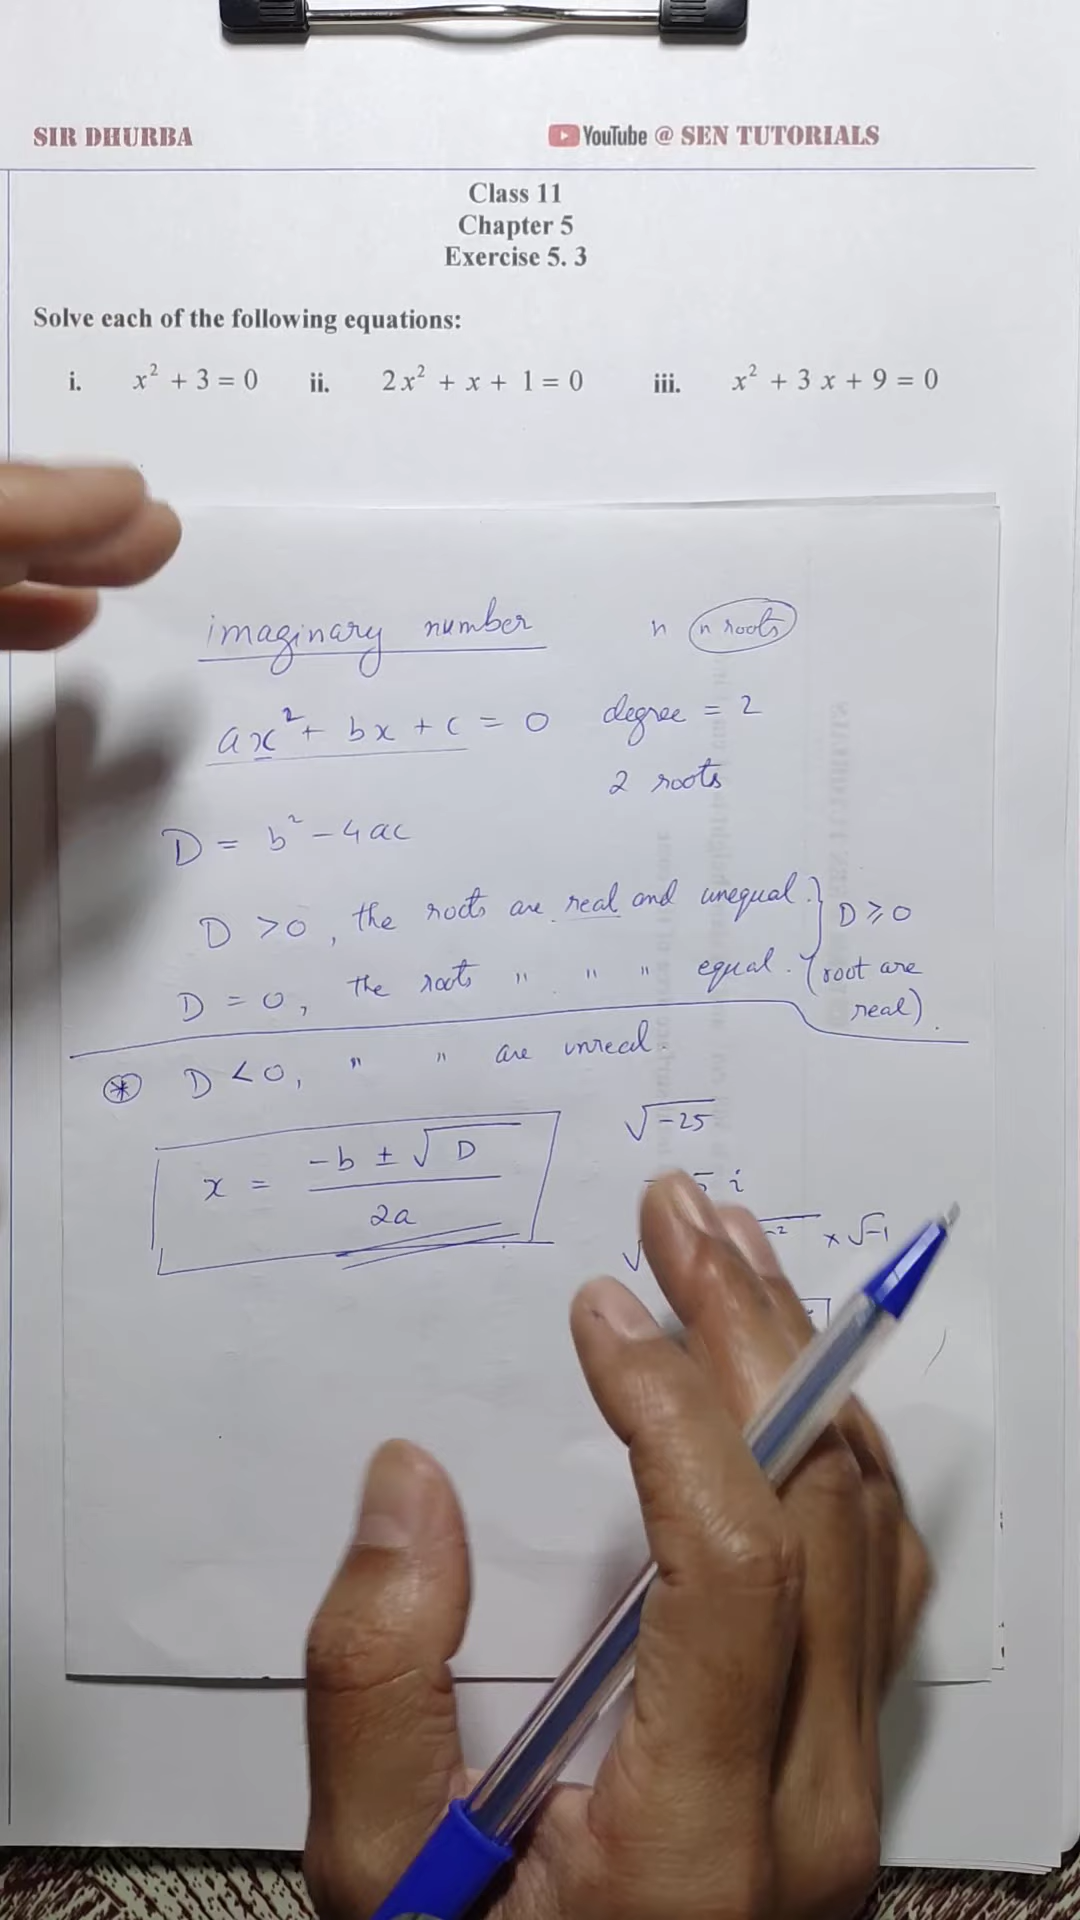 SIR DHURBA YouTube @ SEN TUTORIALS
Class 11
Chapter 5
Exercise 5. 3
Solve each of the following equations:
i. x² + 3 = 0 ii. 2x² + x + 1 = 0 iii. x² + 3 x + 9 = 0
imaginary number n n roots
ax² + bx + c = 0 degree = 2
2 roots
D = b² - 4ac
D > 0, the roots are real and unequal. } D ⩾ 0
D = 0, the roots " " " equal. (root are
real).
* D < 0, " " are unreal.
√-25
x = -b ± √D / 2a
i
× √-1